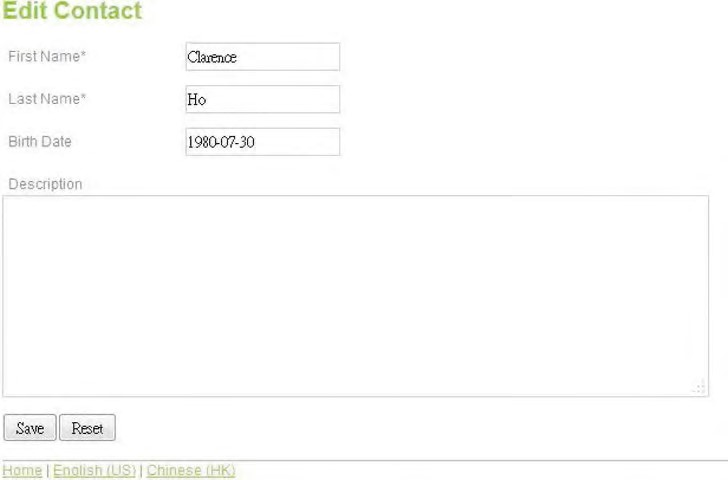 Edit Contact
First Name* Clarence
Last Name* Ho
Birth Date 1980-07-30
Description
Save Reset
Home | English (US) | Chinese (HK)